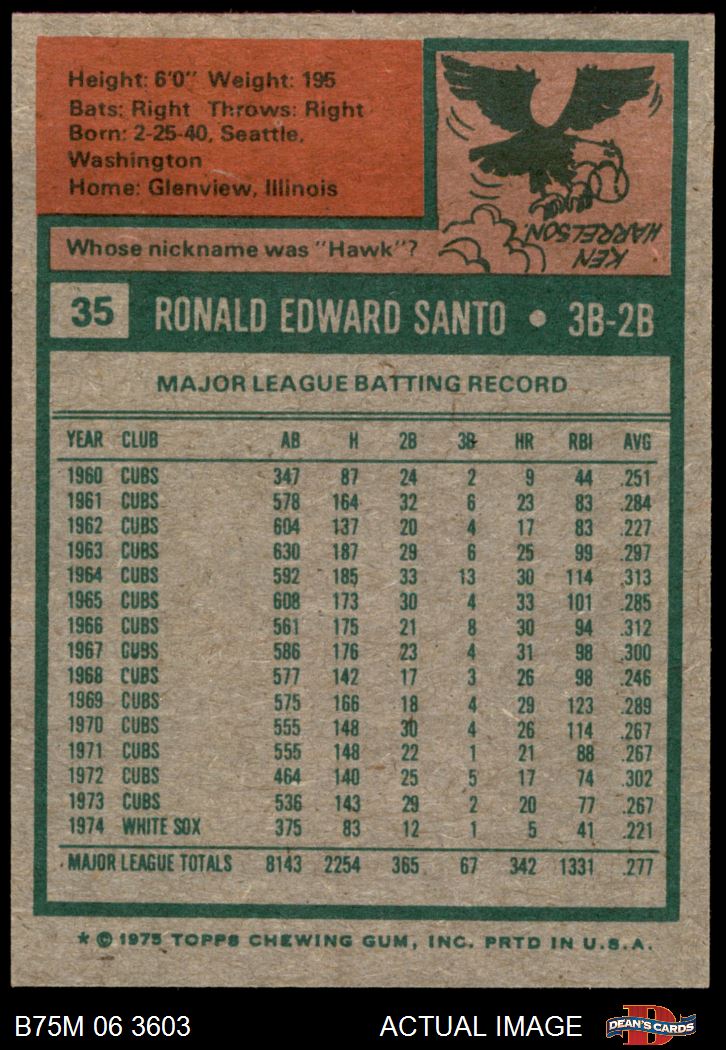 Height: 6'0" Weight: 195
Bats: Right Throws: Right
Born: 2-25-40, Seattle,
Washington
Home: Glenview, Illinois
Whose nickname was "Hawk"?
KEN
HARRELSON
35 RONALD EDWARD SANTO • 3B-2B
MAJOR LEAGUE BATTING RECORD
YEAR CLUB AB H 2B 3B HR RBI AVG
1960 CUBS 347 87 24 2 9 44 .251
1961 CUBS 578 164 32 6 23 83 .284
1962 CUBS 604 137 20 4 17 83 .227
1963 CUBS 630 187 29 6 25 99 .297
1964 CUBS 592 185 33 13 30 114 .313
1965 CUBS 608 173 30 4 33 101 .285
1966 CUBS 561 175 21 8 30 94 .312
1967 CUBS 586 176 23 4 31 98 .300
1968 CUBS 577 142 17 3 26 98 .246
1969 CUBS 575 166 18 4 29 123 .289
1970 CUBS 555 148 30 4 26 114 .267
1971 CUBS 555 148 22 1 21 88 .267
1972 CUBS 464 140 25 5 17 74 .302
1973 CUBS 536 143 29 2 20 77 .267
1974 WHITE SOX 375 83 12 1 5 41 .221
MAJOR LEAGUE TOTALS 8143 2254 365 67 342 1331 .277
* © 1975 TOPPS CHEWING GUM, INC. PRTD IN U.S.A.
B75M 06 3603 ACTUAL IMAGE D DEAN'S CARDS